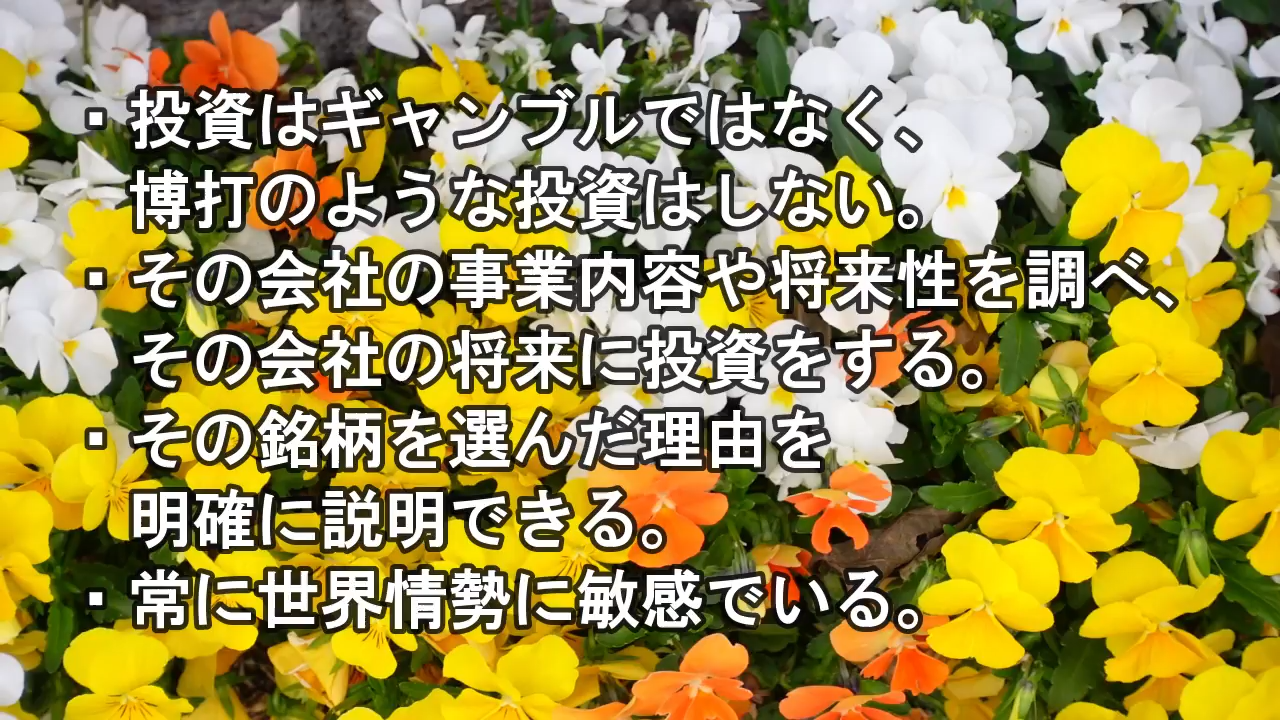 ・投資はギャンブルではなく、
博打のような投資はしない。
・その会社の事業内容や将来性を調べ、
その会社の将来に投資をする。
・その銘柄を選んだ理由を
明確に説明できる。
・常に世界情勢に敏感でいる。